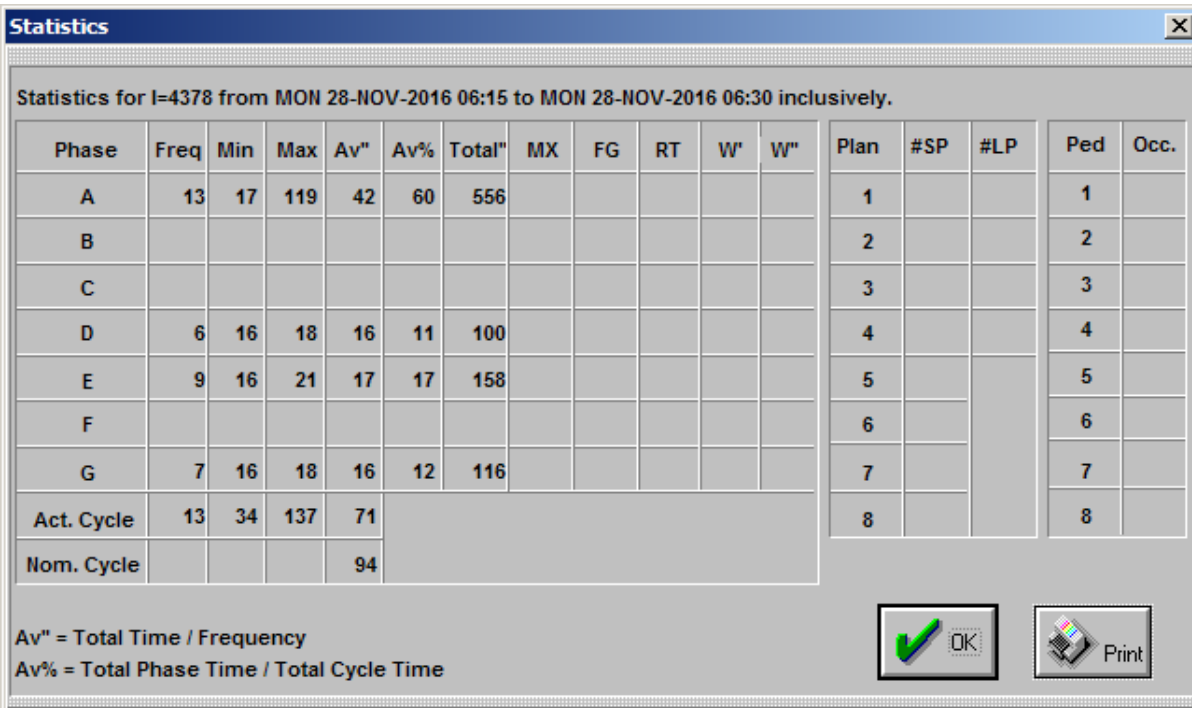 Statistics
Statistics for I=4378 from MON 28-NOV-2016 06:15 to MON 28-NOV-2016 06:30 inclusively.
Phase Freq Min Max Av" Av% Total" MX FG RT W' W" Plan #SP #LP Ped Occ.
A 13 17 119 42 60 556 1 1
B 2 2
C 3 3
D 6 16 18 16 11 100 4 4
E 9 16 21 17 17 158 5 5
F 6 6
G 7 16 18 16 12 116 7 7
Act. Cycle 13 34 137 71 8 8
Nom. Cycle 94
Av" = Total Time / Frequency
Av% = Total Phase Time / Total Cycle Time
OK
Print